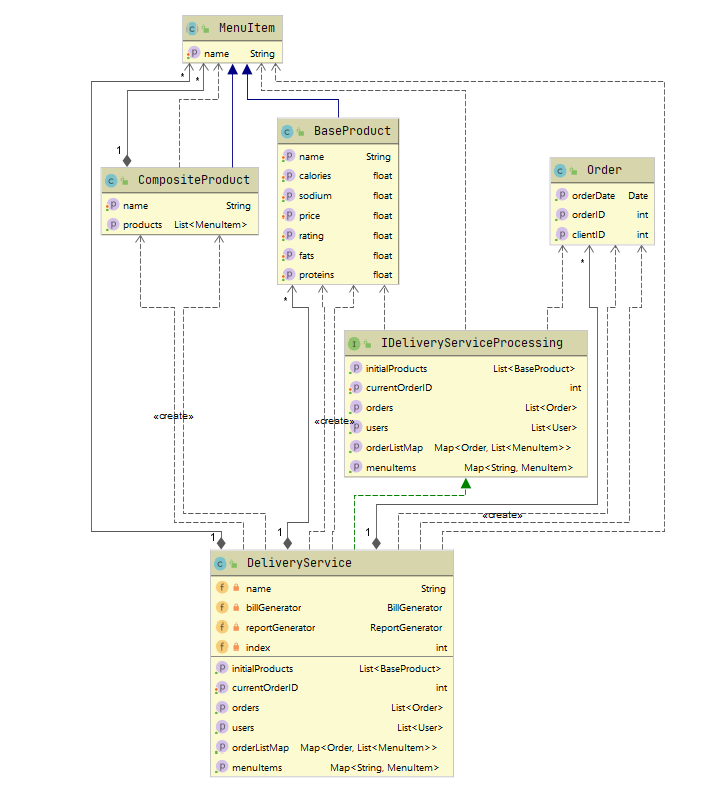 C MenuItem
p name String
*
*
1
C BaseProduct
p name String
p calories float
p sodium float
p price float
p rating float
p fats float
p proteins float
C CompositeProduct
p name String
p products List<MenuItem>
C Order
p orderDate Date
p orderID int
p clientID int
*
*
I IDeliveryServiceProcessing
p initialProducts List<BaseProduct>
p currentOrderID int
p orders List<Order>
p users List<User>
p orderListMap Map<Order, List<MenuItem>>
p menuItems Map<String, MenuItem>
«create»
«create»
«create»
1
1
1
C DeliveryService
f name String
f billGenerator BillGenerator
f reportGenerator ReportGenerator
f index int
p initialProducts List<BaseProduct>
p currentOrderID int
p orders List<Order>
p users List<User>
p orderListMap Map<Order, List<MenuItem>>
p menuItems Map<String, MenuItem>